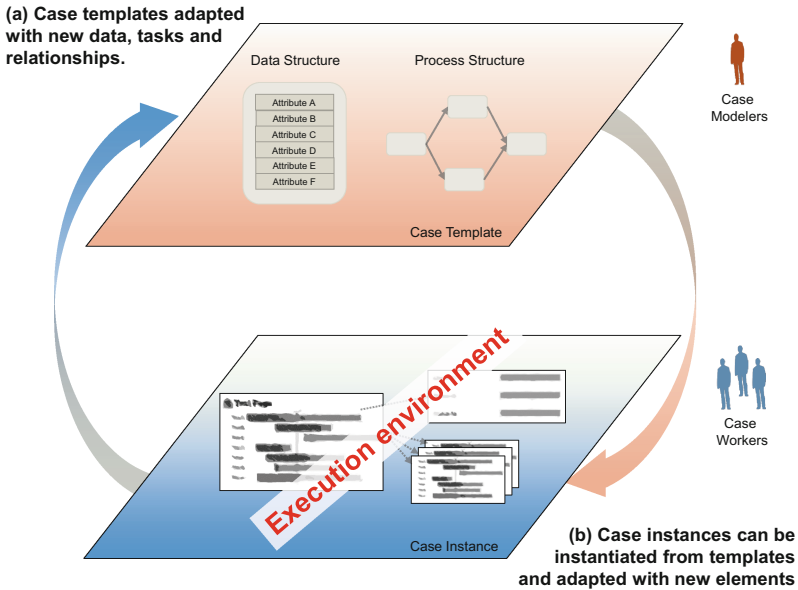 (a) Case templates adapted
with new data, tasks and
relationships.
Data Structure
Process Structure
Attribute A
Attribute B
Attribute C
Attribute D
Attribute E
Attribute F
Case Template
Case
Modelers
Execution environment
Case Instance
Case
Workers
(b) Case instances can be
instantiated from templates
and adapted with new elements